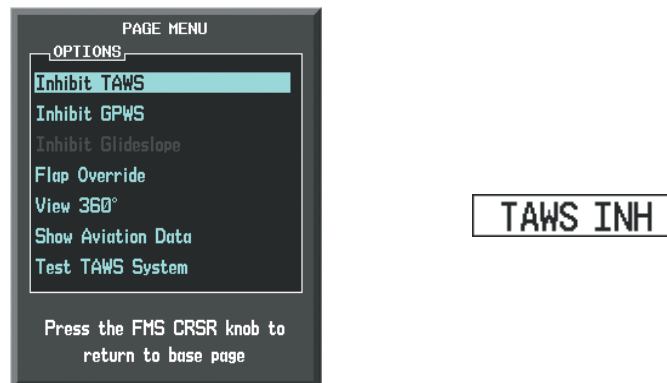 PAGE MENU
OPTIONS
Inhibit TAWS
Inhibit GPWS
Inhibit Glideslope
Flap Override
View 360°
Show Aviation Data
Test TAWS System
Press the FMS CRSR knob to
return to base page
TAWS INH